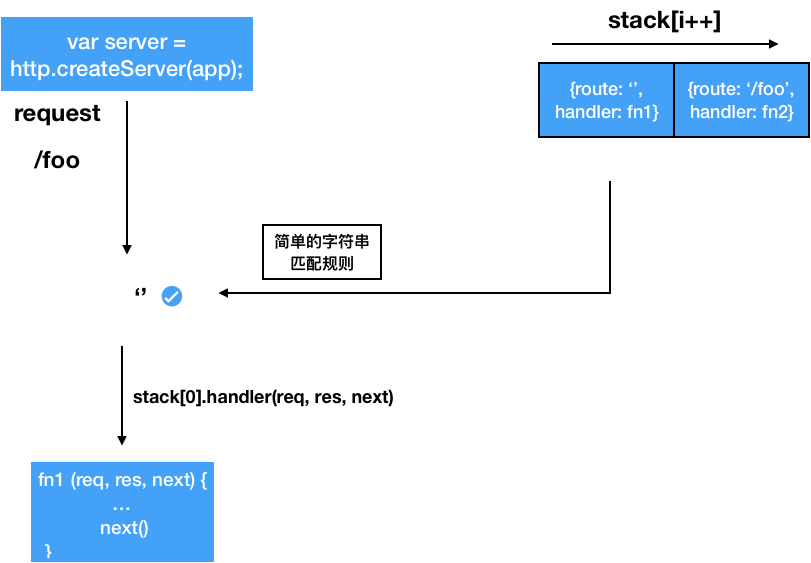 var server =
http.createServer(app);
request
/foo
stack[i++]
{route: ‘’,
handler: fn1}
{route: ‘/foo’,
handler: fn2}
简单的字符串
匹配规则
‘’
stack[0].handler(req, res, next)
fn1 (req, res, next) {
…
next()
}